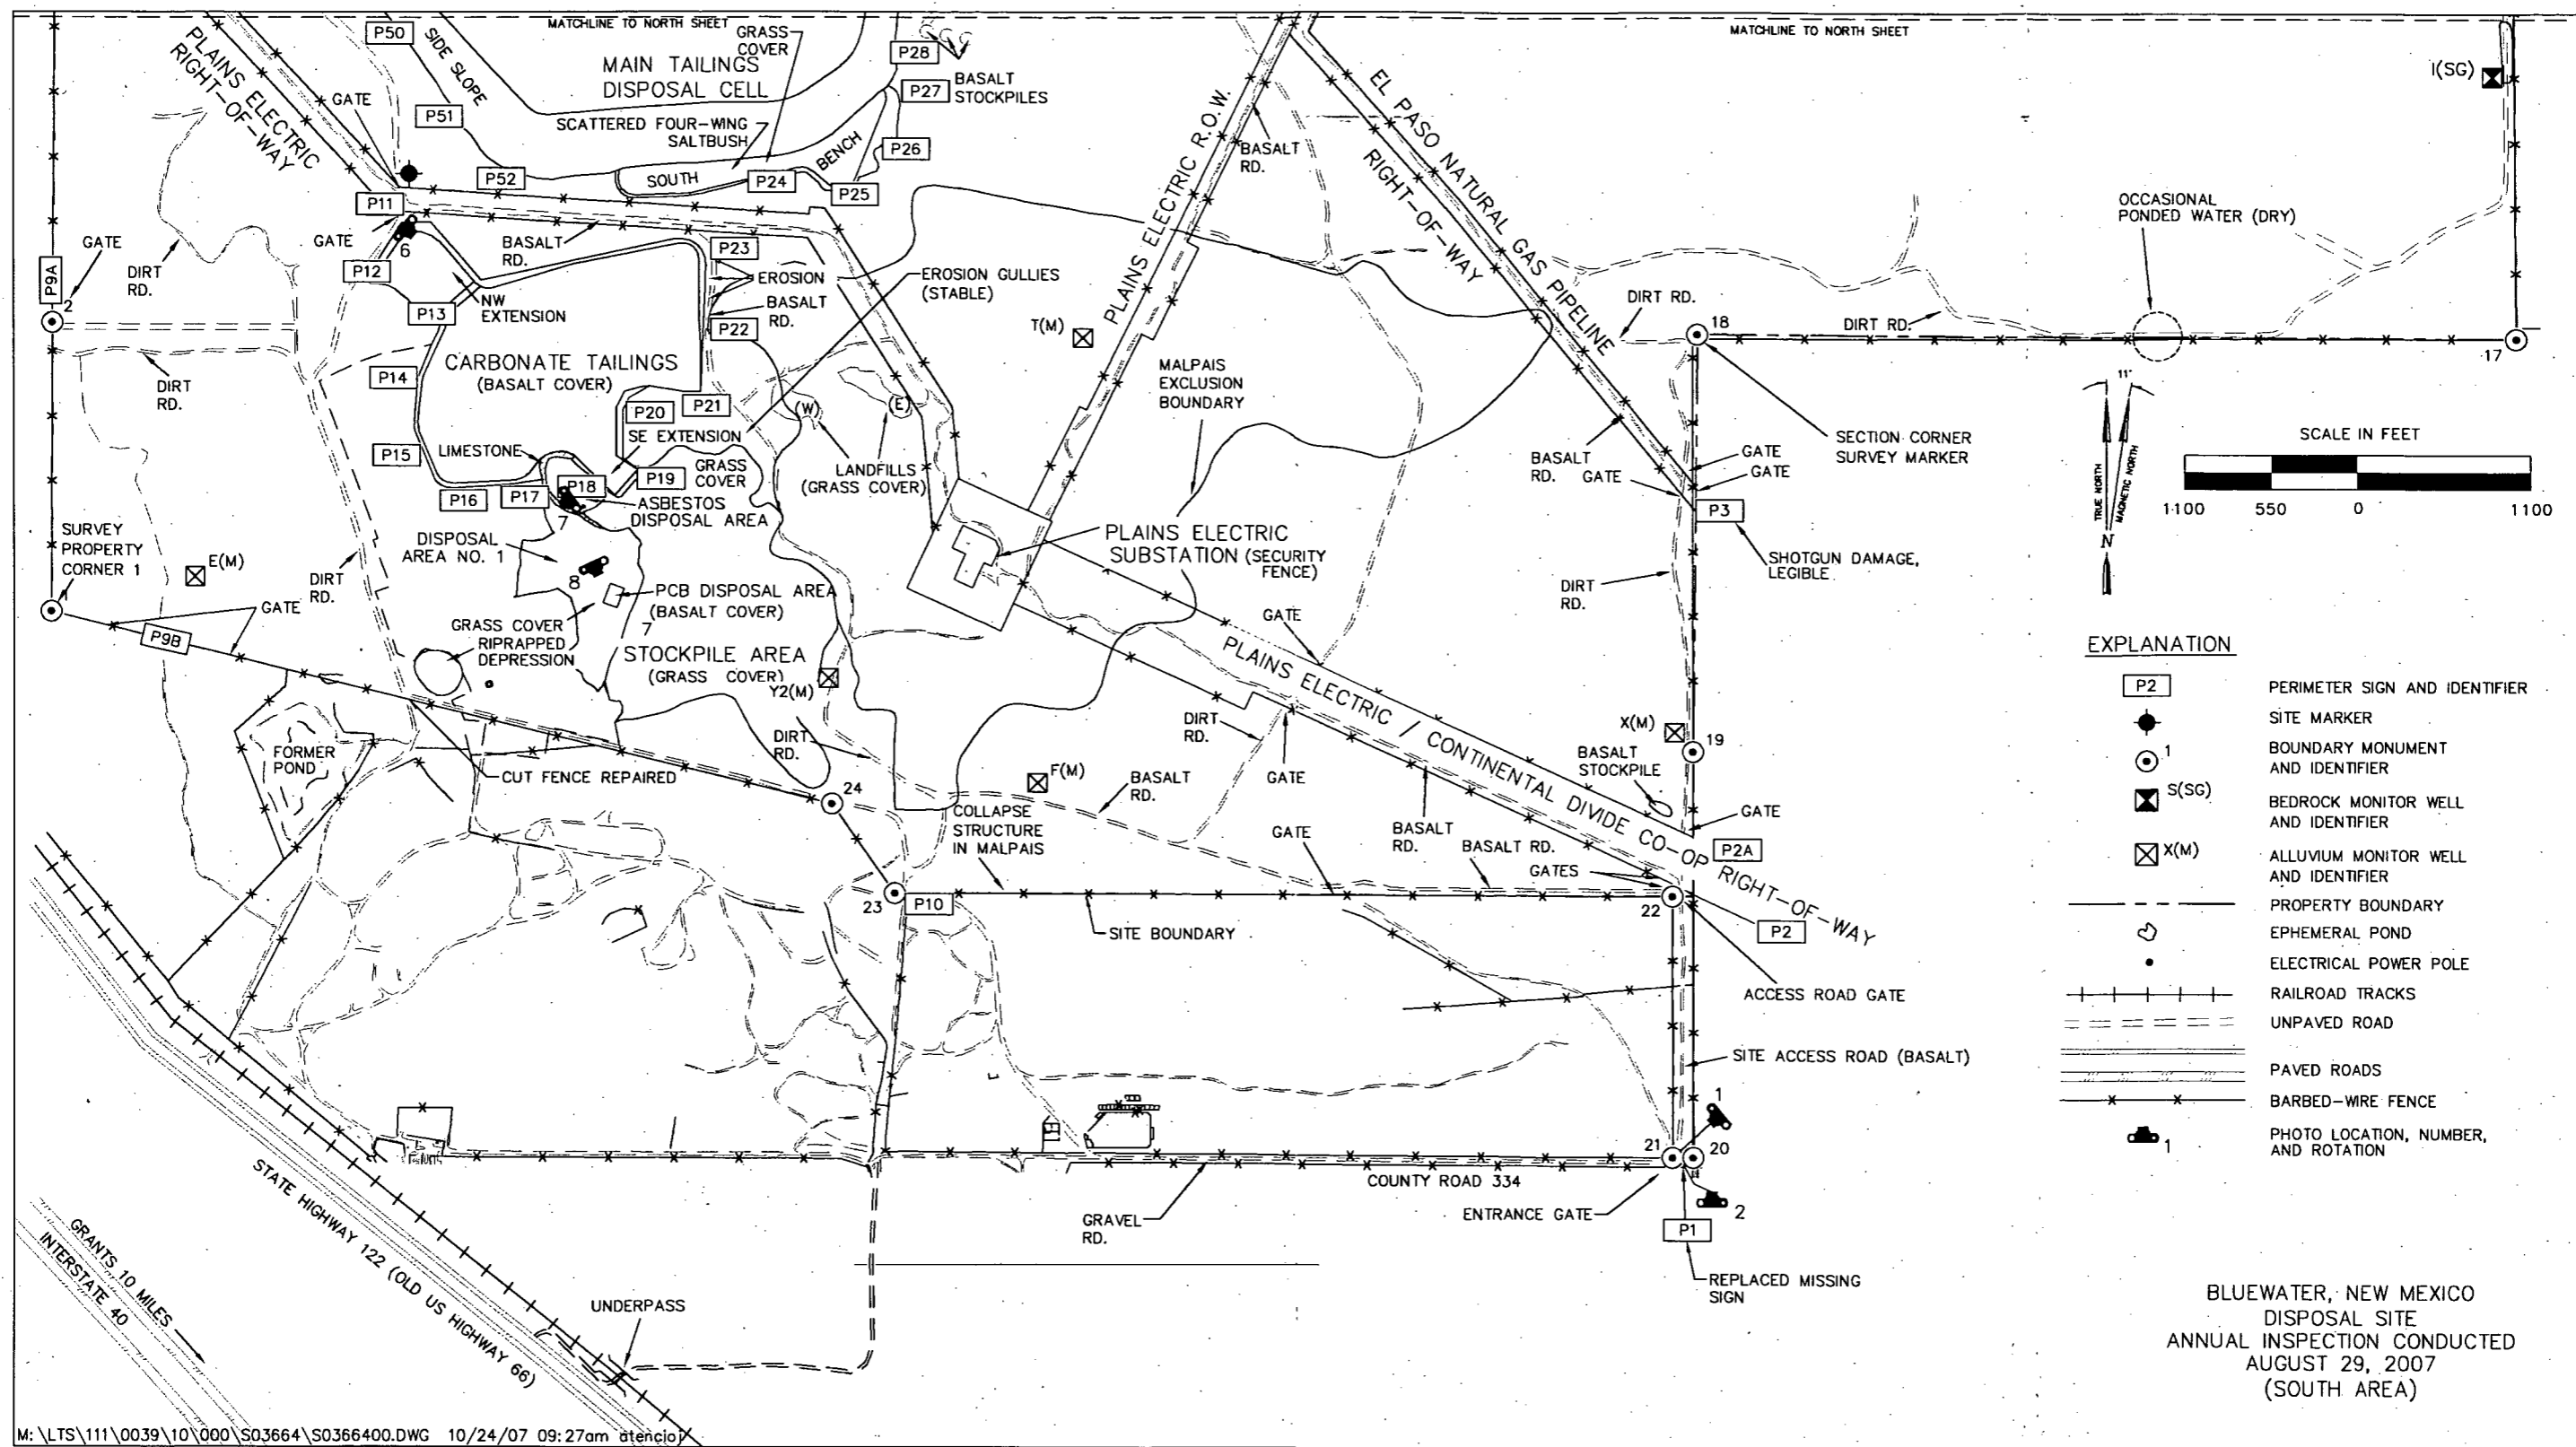 MATCHLINE TO NORTH SHEET
MATCHLINE TO NORTH SHEET
PLAINS ELECTRIC
RIGHT-OF-WAY
P50
SIDE SLOPE
GRASS
COVER
MAIN TAILINGS
DISPOSAL CELL
P28
P27
BASALT
STOCKPILES
GATE
P51
SCATTERED FOUR-WING
SALTBUSH
BENCH
P26
P52
SOUTH
P24
P25
P11
PLAINS ELECTRIC R.O.W.
BASALT
RD.
EL PASO NATURAL GAS PIPELINE
RIGHT-OF-WAY
I(SG)
OCCASIONAL
PONDED WATER (DRY)
GATE
DIRT
RD.
P9A
2
GATE
6
BASALT
RD.
P12
P13
NW
EXTENSION
P23
EROSION
BASALT
RD.
P22
EROSION GULLIES
(STABLE)
T(M)
DIRT RD.
18
DIRT RD.
17
CARBONATE TAILINGS
(BASALT COVER)
P14
DIRT
RD.
P20
P21
(W)
(E)
MALPAIS
EXCLUSION
BOUNDARY
SE EXTENSION
P15
LIMESTONE
P16
P17
P18
P19
GRASS
COVER
LANDFILLS
(GRASS COVER)
ASBESTOS
DISPOSAL AREA
7
BASALT
RD.
GATE
GATE
GATE
SECTION CORNER
SURVEY MARKER
P3
SHOTGUN DAMAGE,
LEGIBLE
11°
TRUE NORTH
MAGNETIC NORTH
N
SCALE IN FEET
1100
550
0
1100
SURVEY
PROPERTY
CORNER 1
1
E(M)
DIRT
RD.
DISPOSAL
AREA NO. 1
8
PCB DISPOSAL AREA
(BASALT COVER)
7
GATE
P9B
GRASS COVER
RIPRAPPED
DEPRESSION
STOCKPILE AREA
(GRASS COVER)
Y2(M)
PLAINS ELECTRIC
SUBSTATION (SECURITY
FENCE)
GATE
DIRT
RD.
PLAINS ELECTRIC / CONTINENTAL DIVIDE CO-OP RIGHT-OF-WAY
X(M)
19
BASALT
STOCKPILE
GATE
FORMER
POND
CUT FENCE REPAIRED
DIRT
RD.
24
F(M)
DIRT
RD.
GATE
BASALT
RD.
COLLAPSE
STRUCTURE
IN MALPAIS
GATE
BASALT
RD.
BASALT RD.
GATES
P2A
23
P10
SITE BOUNDARY
22
P2
ACCESS ROAD GATE
SITE ACCESS ROAD (BASALT)
1
21
20
COUNTY ROAD 334
ENTRANCE GATE
2
P1
GRAVEL
RD.
REPLACED MISSING
SIGN
STATE HIGHWAY 122 (OLD US HIGHWAY 66)
GRANTS 10 MILES
INTERSTATE 40
UNDERPASS
EXPLANATION
P2
PERIMETER SIGN AND IDENTIFIER
SITE MARKER
1
BOUNDARY MONUMENT
AND IDENTIFIER
S(SG)
BEDROCK MONITOR WELL
AND IDENTIFIER
X(M)
ALLUVIUM MONITOR WELL
AND IDENTIFIER
PROPERTY BOUNDARY
EPHEMERAL POND
ELECTRICAL POWER POLE
RAILROAD TRACKS
UNPAVED ROAD
PAVED ROADS
BARBED-WIRE FENCE
1
PHOTO LOCATION, NUMBER,
AND ROTATION
BLUEWATER, NEW MEXICO
DISPOSAL SITE
ANNUAL INSPECTION CONDUCTED
AUGUST 29, 2007
(SOUTH AREA)
M:\LTS\111\0039\10\000\S03664\S0366400.DWG 10/24/07 09:27am atencioj